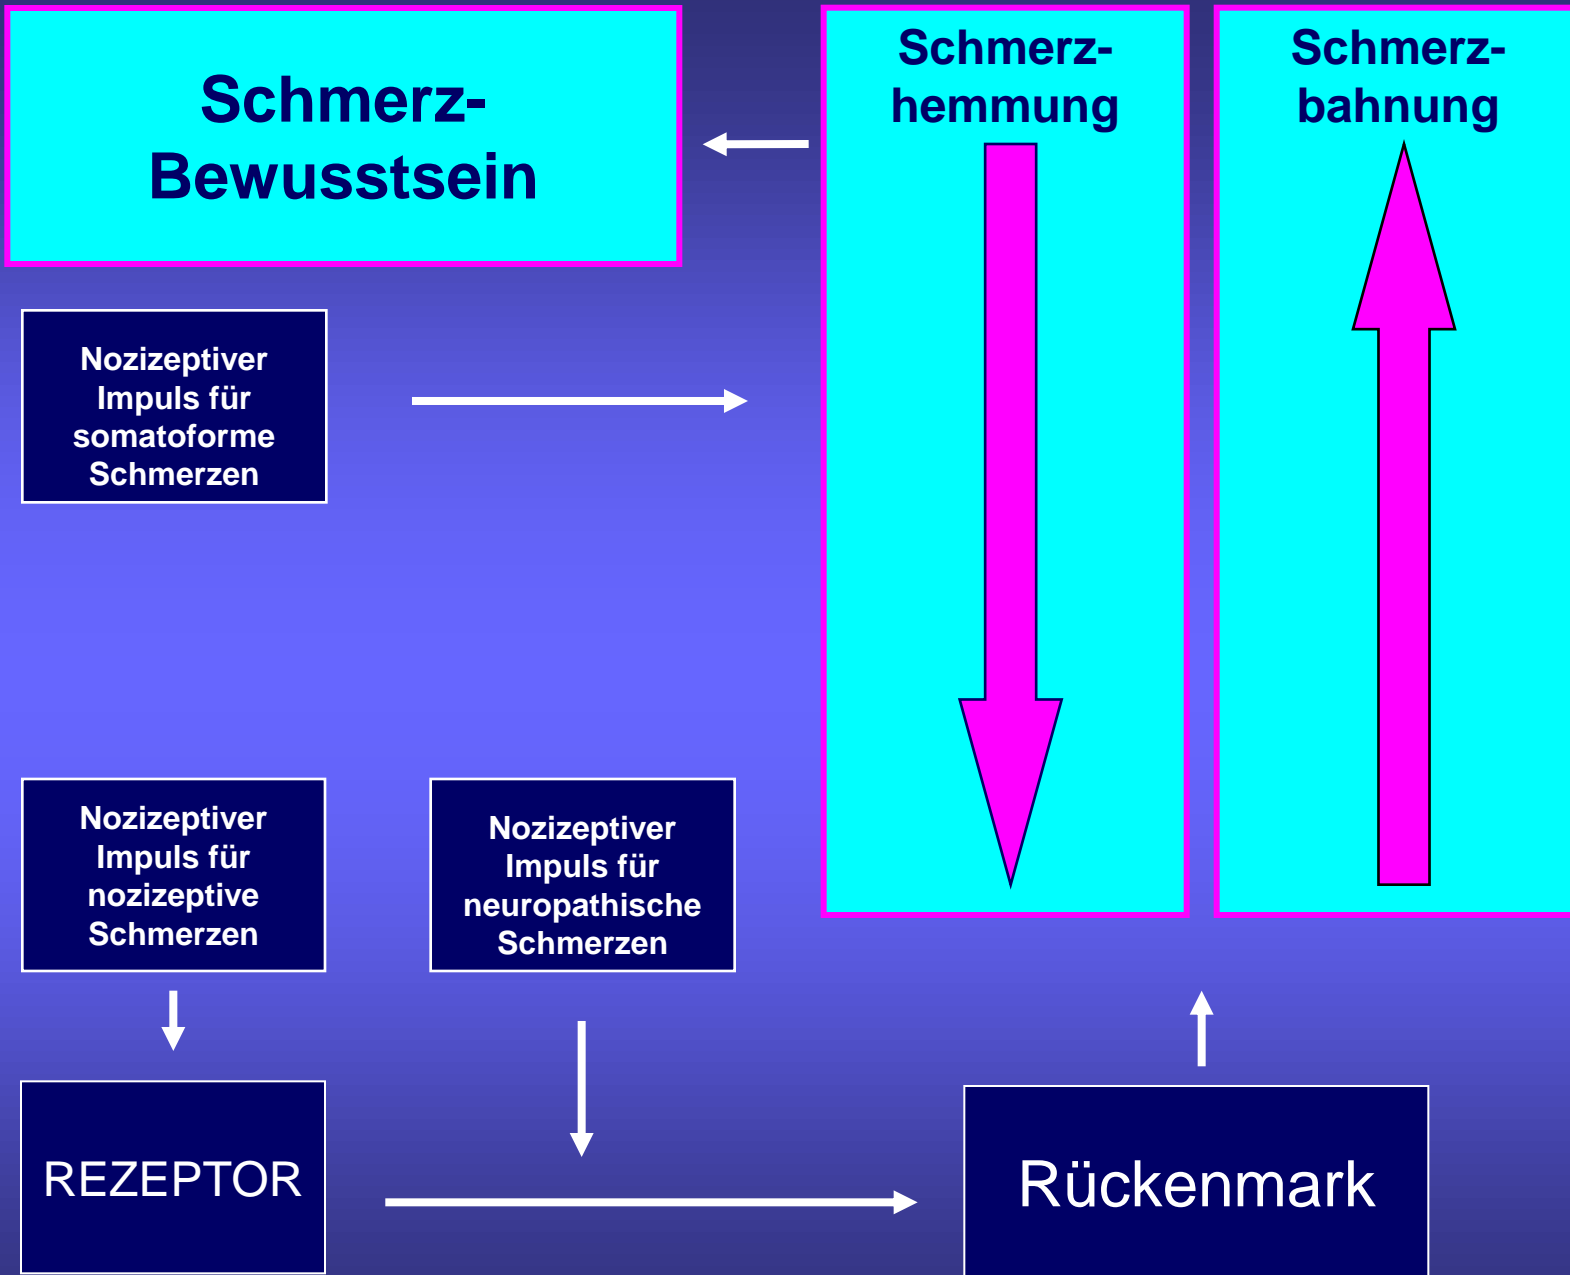 Schmerz-
Bewusstsein
Schmerz-
hemmung
Schmerz-
bahnung
Nozizeptiver
Impuls für
somatoforme
Schmerzen
Nozizeptiver
Impuls für
nozizeptive
Schmerzen
Nozizeptiver
Impuls für
neuropathische
Schmerzen
REZEPTOR
Rückenmark